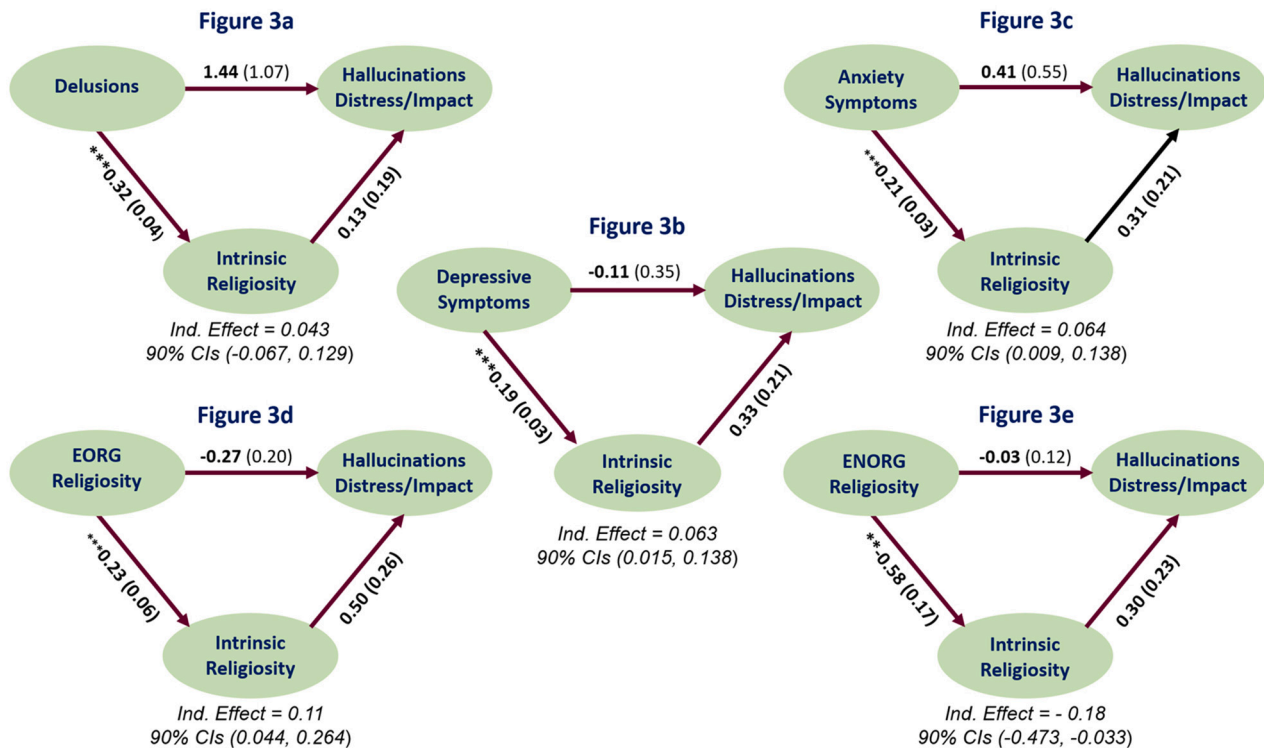 Figure 3a
Delusions
1.44 (1.07)
Hallucinations
Distress/Impact
***0.32 (0.04)
0.13 (0.19)
Intrinsic
Religiosity
Ind. Effect = 0.043
90% CIs (-0.067, 0.129)
Figure 3c
Anxiety
Symptoms
0.41 (0.55)
Hallucinations
Distress/Impact
***0.21 (0.03)
0.31 (0.21)
Intrinsic
Religiosity
Ind. Effect = 0.064
90% CIs (0.009, 0.138)
Figure 3b
Depressive
Symptoms
-0.11 (0.35)
Hallucinations
Distress/Impact
***0.19 (0.03)
0.33 (0.21)
Intrinsic
Religiosity
Ind. Effect = 0.063
90% CIs (0.015, 0.138)
Figure 3d
EORG
Religiosity
-0.27 (0.20)
Hallucinations
Distress/Impact
***0.23 (0.06)
0.50 (0.26)
Intrinsic
Religiosity
Ind. Effect = 0.11
90% CIs (0.044, 0.264)
Figure 3e
ENORG
Religiosity
-0.03 (0.12)
Hallucinations
Distress/Impact
**-0.58 (0.17)
0.30 (0.23)
Intrinsic
Religiosity
Ind. Effect = - 0.18
90% CIs (-0.473, -0.033)